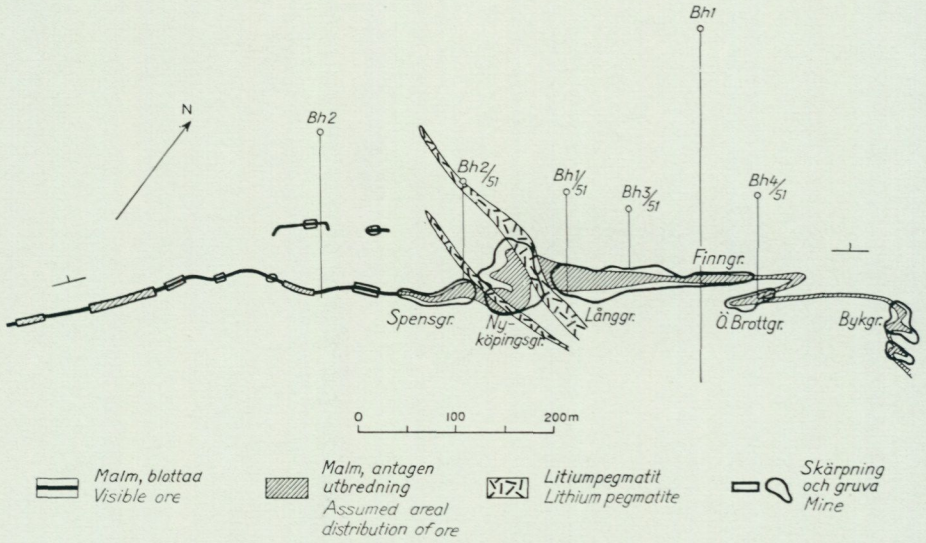 Bh1
N
Bh2
Bh2/51
Bh1/51
Bh3/51
Bh4/51
Finngr.
Spensgr.
Ny-
köpingsgr.
Långgr.
Ö. Brottgr.
Bykgr.
0 100 200m
Malm, blottad
Visible ore
Malm, antagen
utbredning
Assumed areal
distribution of ore
Litiumpegmatit
Lithium pegmatite
Skärpning
och gruva
Mine